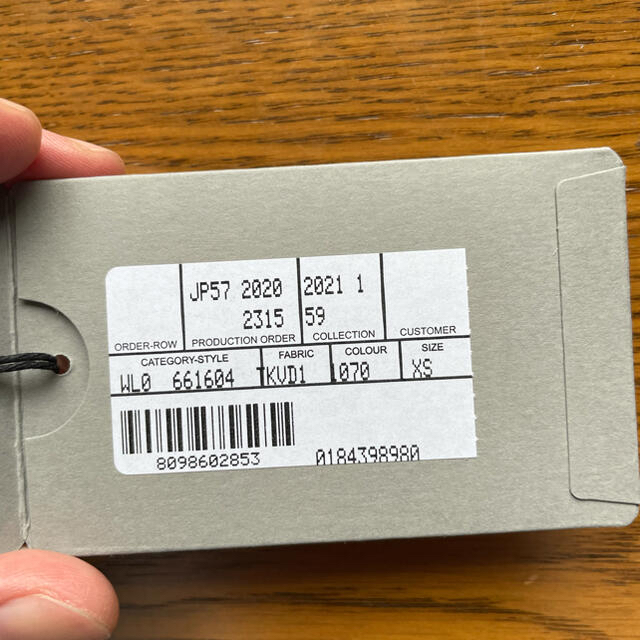 JP57 2020 2021 1
2315 59
ORDER-ROW PRODUCTION ORDER COLLECTION CUSTOMER
CATEGORY-STYLE FABRIC COLOUR SIZE
WL0 661604 TKVD1 1070 XS
8098602853 0184398980